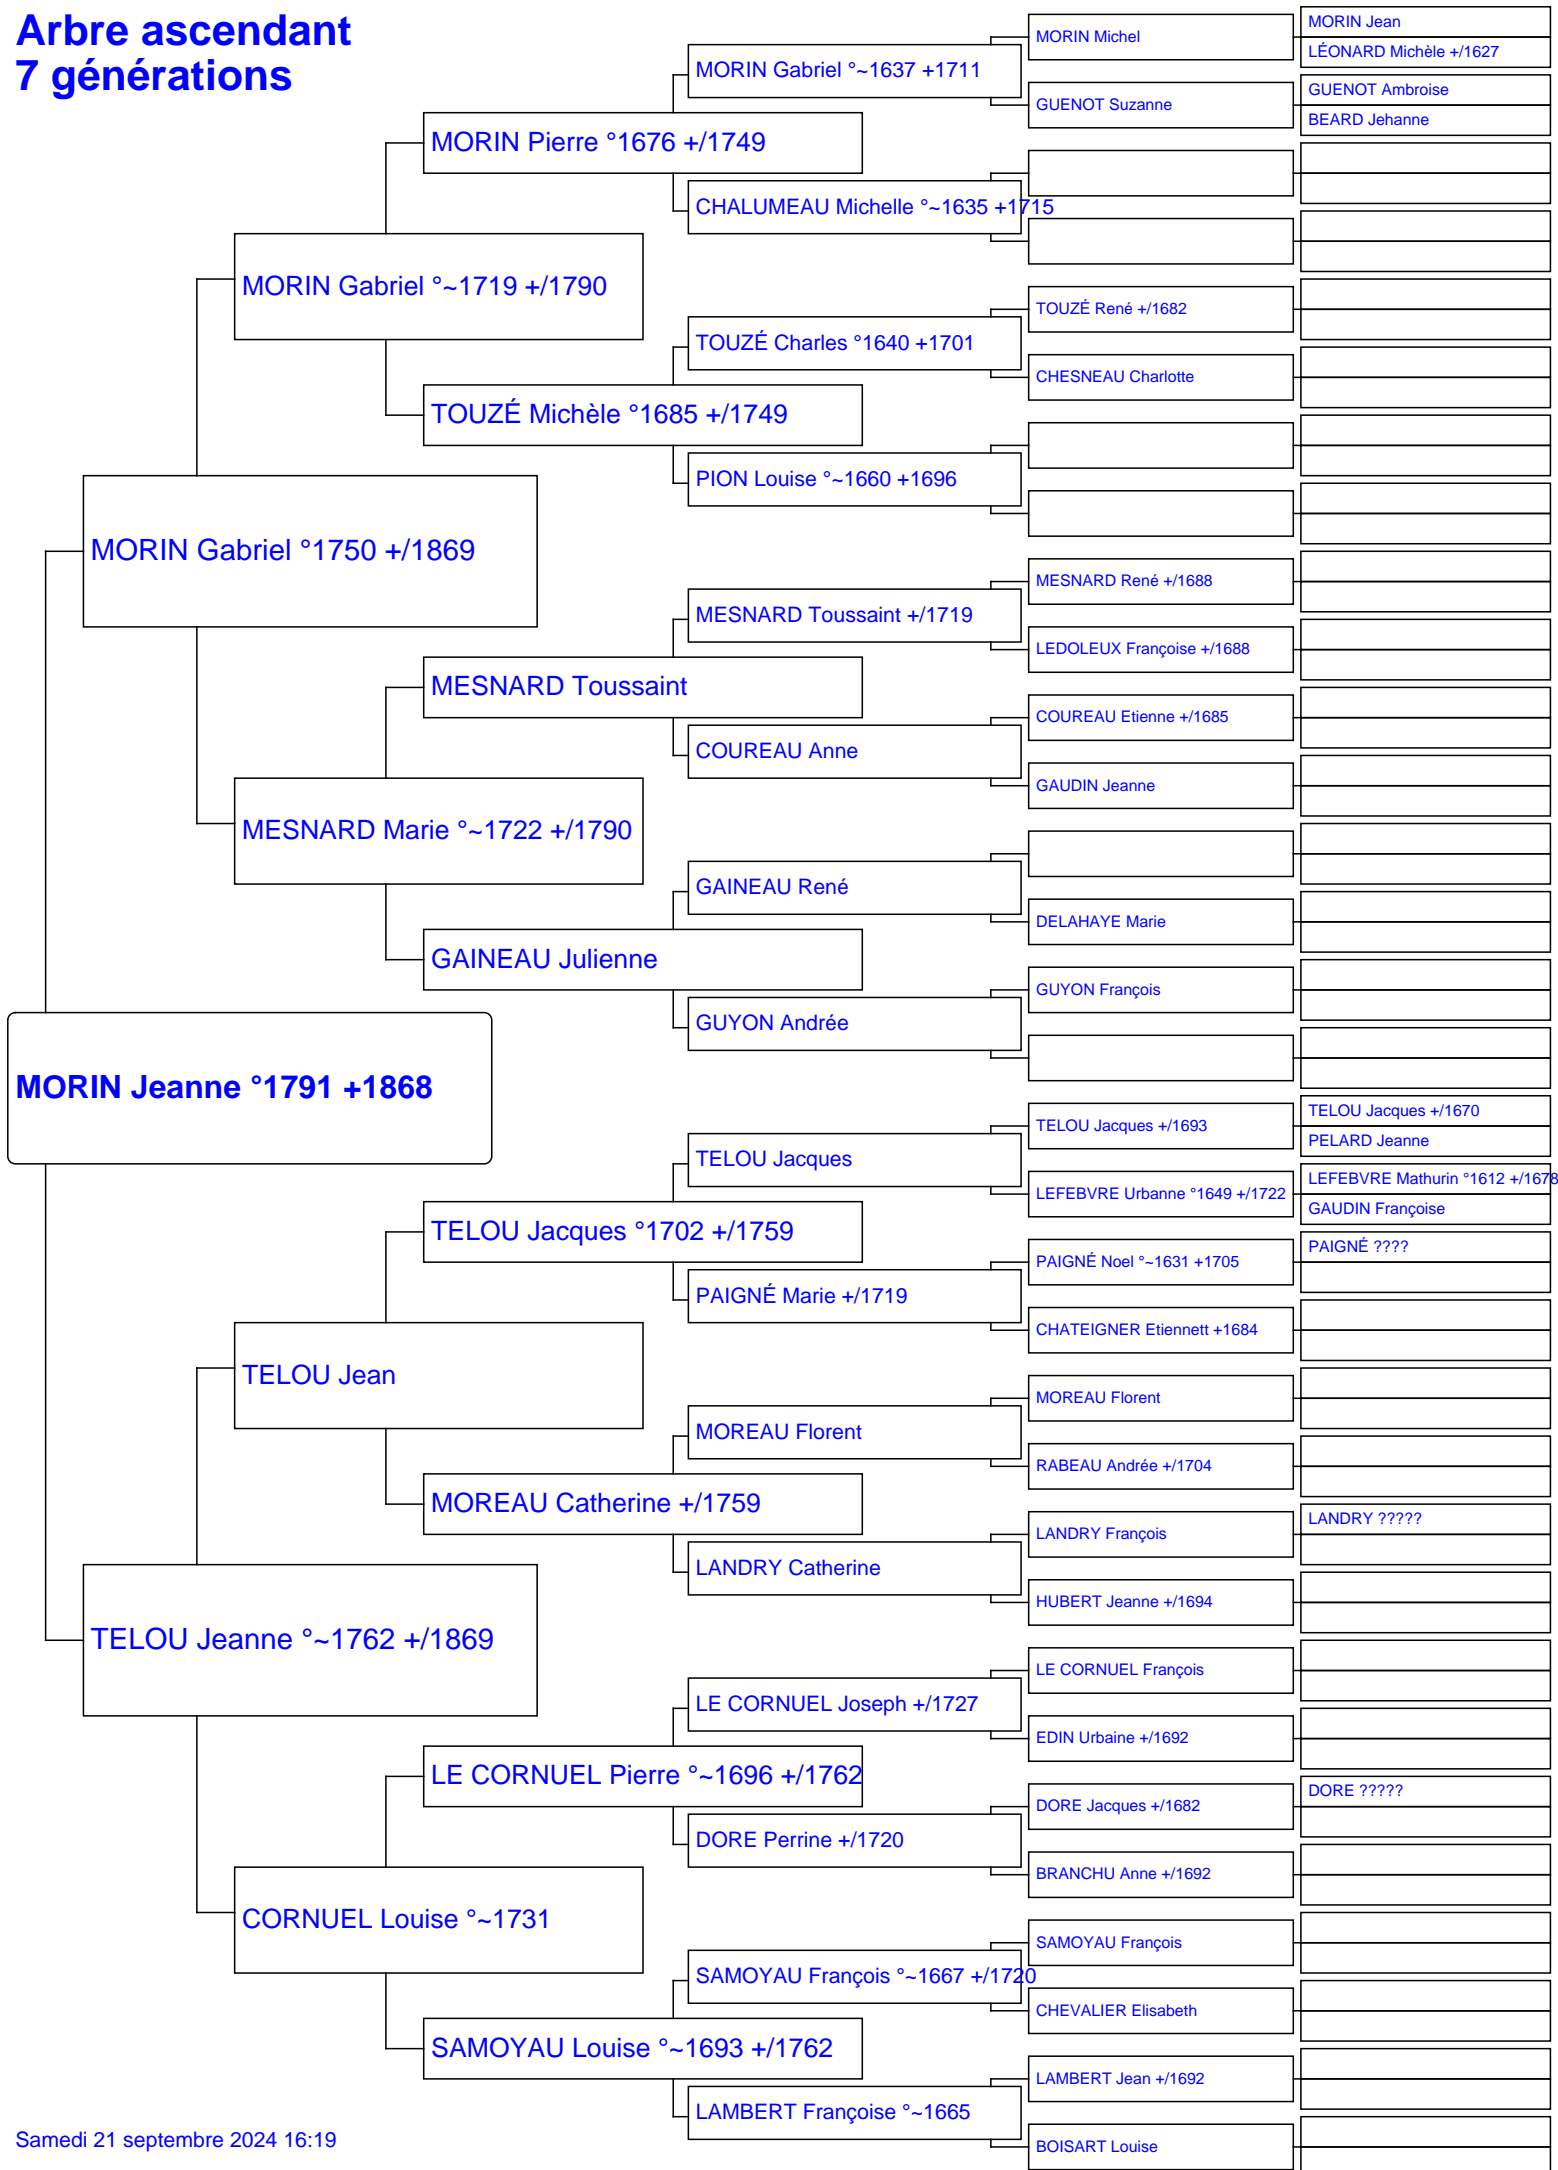 Arbre ascendant
7 générations
MORIN Jean
LÉONARD Michèle +/1627
MORIN Michel
MORIN Gabriel °~1637 +1711
GUENOT Ambroise
GUENOT Suzanne
BEARD Jehanne
MORIN Pierre °1676 +/1749
CHALUMEAU Michelle °~1635 +1715
MORIN Gabriel °~1719 +/1790
TOUZÉ René +/1682
TOUZÉ Charles °1640 +1701
CHESNEAU Charlotte
TOUZÉ Michèle °1685 +/1749
PION Louise °~1660 +1696
MORIN Gabriel °1750 +/1869
MESNARD René +/1688
MESNARD Toussaint +/1719
LEDOLEUX Françoise +/1688
MESNARD Toussaint
COUREAU Etienne +/1685
COUREAU Anne
GAUDIN Jeanne
MESNARD Marie °~1722 +/1790
GAINEAU René
DELAHAYE Marie
GAINEAU Julienne
GUYON François
GUYON Andrée
MORIN Jeanne °1791 +1868
TELOU Jacques +/1670
TELOU Jacques +/1693
PELARD Jeanne
TELOU Jacques
LEFEBVRE Mathurin °1612 +/1678
LEFEBVRE Urbanne °1649 +/1722
GAUDIN Françoise
TELOU Jacques °1702 +/1759
PAIGNÉ ????
PAIGNÉ Noel °~1631 +1705
PAIGNÉ Marie +/1719
CHATEIGNER Etiennett +1684
TELOU Jean
MOREAU Florent
MOREAU Florent
RABEAU Andrée +/1704
MOREAU Catherine +/1759
LANDRY ?????
LANDRY François
LANDRY Catherine
HUBERT Jeanne +/1694
TELOU Jeanne °~1762 +/1869
LE CORNUEL François
LE CORNUEL Joseph +/1727
EDIN Urbaine +/1692
LE CORNUEL Pierre °~1696 +/1762
DORE ?????
DORE Jacques +/1682
DORE Perrine +/1720
BRANCHU Anne +/1692
CORNUEL Louise °~1731
SAMOYAU François
SAMOYAU François °~1667 +/1720
CHEVALIER Elisabeth
SAMOYAU Louise °~1693 +/1762
LAMBERT Jean +/1692
LAMBERT Françoise °~1665
BOISART Louise
Samedi 21 septembre 2024 16:19